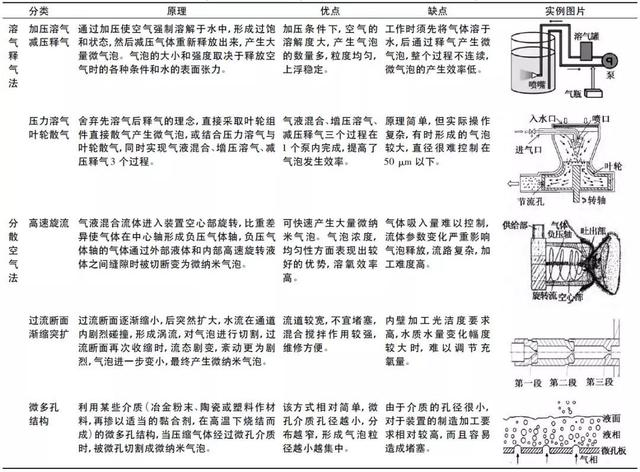 分类 原理 优点 缺点 实例图片
溶气释气法
加压溶气
减压释气
通过加压使空气强制溶解于水中，形成过饱
和状态，然后减压气体重新释放出来，产生大
量微气泡。气泡的大小和强度取决于释放空
气时的各种条件和水的表面张力。
加压条件下，空气的
溶解度大，产生气泡
的数量多，粒度均匀，
上浮稳定。
工作时须先将气体溶于
水，后通过释气产生微
气泡，整个过程不连续，
微气泡的产生效率低。
溶气罐
泵
喷嘴
气瓶
压力溶气
叶轮散气
舍弃先溶气后释气的理念，直接采取叶轮组
件直接散气产生微气泡，或结合压力溶气与
叶轮散气，同时实现气液混合、增压溶气、减
压释气3个过程。
气液混合、增压溶气、
减压释气三个过程在
1个泵内完成，提高了
气泡发生效率。
原理简单，但实际操作
复杂，有时形成的气泡
较大，直径很难控制在
50 μm以下。
入水口
喷口
进气口
叶轮
节流孔
转轴
分散空气法
高速旋流
气液混合流体进入装置空心部旋转，比重差
异使气体在中心轴形成负压气体轴，负压气
体轴的气体通过外部液体和内部高速旋转液
体之间缝隙时被切断变为微纳米气泡。
可快速产生大量微纳
米气泡。气泡浓度，
均匀性方面表现出较
好的优势，溶氧效率
高。
气体吸入量难以控制，
流体参数变化严重影响
气泡释放，流路复杂，加
工难度高。
供给部
气体
负压轴
吐出部
旋转流
空心部
过流断面
渐缩突扩
过流断面逐渐缩小，后突然扩大，水流在通道
内剧烈碰撞，形成涡流，对气泡进行切割，过
流断面再次收缩时，流态剧变，紊动更为剧
烈，气泡进一步变小，最终产生微纳米气泡。
流道较宽，不宜堵塞，
混合搅拌作用较强，
维修方便。
内壁加工光洁度要求
高，水质水量变化幅度
较大时，难以调节充
氧量。
第一段 第二段 第三段
微多孔
结构
利用某些介质（冶金粉末、陶瓷或塑料作材
料，再掺以适当的黏合剂，在高温下烧结而
成）的微多孔结构，当压缩气体经过微孔介质
时，被微孔切割成微纳米气泡。
该方式相对简单，微
孔介质孔径越小，分
布越窄，形成气泡粒
径越小越集中。
由于介质的孔径很小，
对于装置的制造加工要
求相对较高，而且容易
造成堵塞。
液面
液相
微孔板
气相